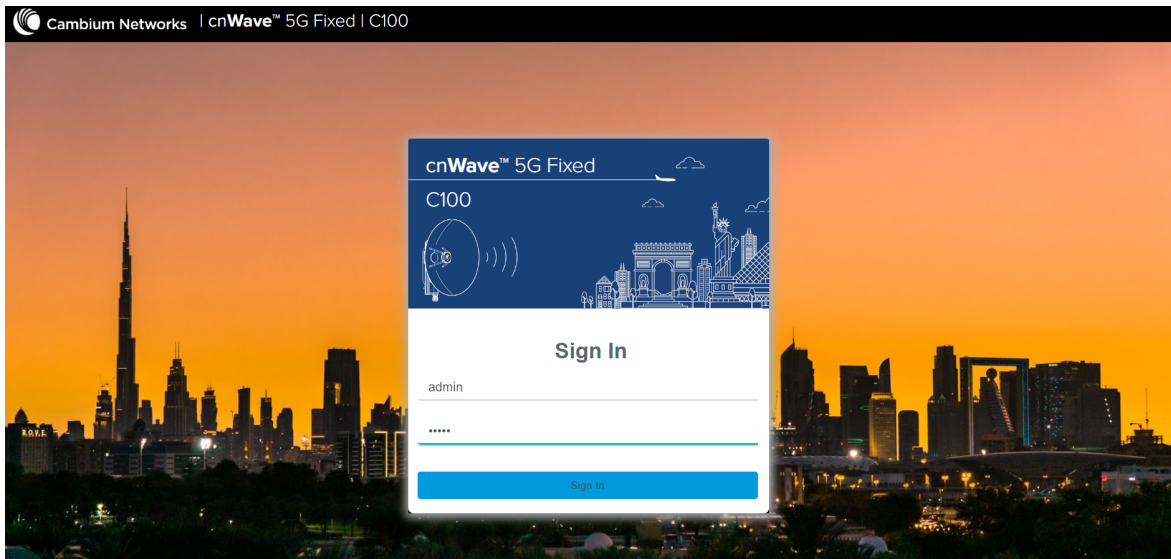 Cambium Networks | cnWave™ 5G Fixed | C100
cnWave™ 5G Fixed
C100
Sign In
admin
•••••
Sign In
R.O.V.E.